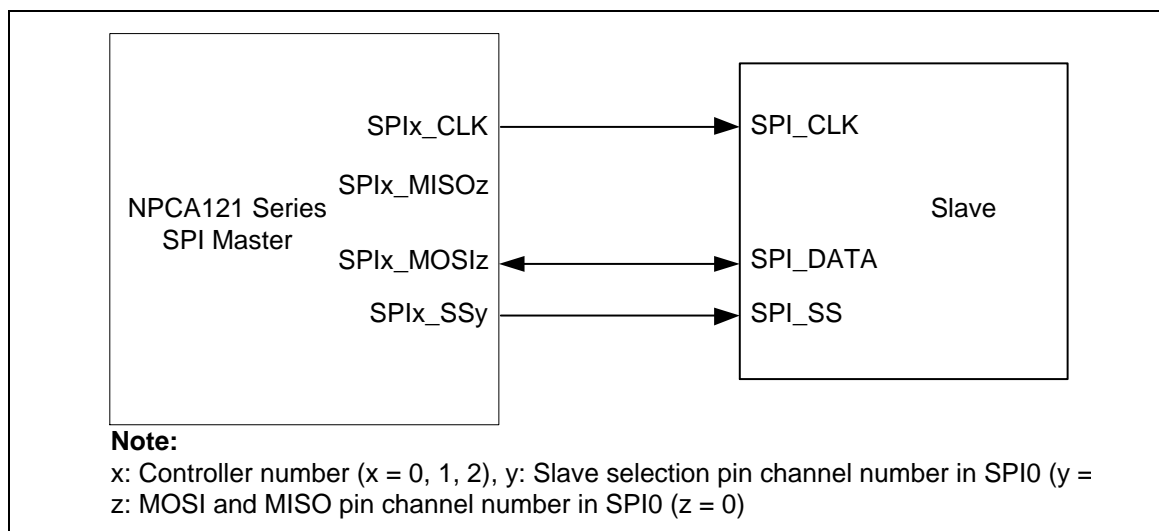 SPIx_CLK
SPI_CLK
SPIx_MISOz
NPCA121 Series
SPI Master
Slave
SPIx_MOSIz
SPI_DATA
SPIx_SSy
SPI_SS
Note:
x: Controller number (x = 0, 1, 2), y: Slave selection pin channel number in SPI0 (y =
z: MOSI and MISO pin channel number in SPI0 (z = 0)